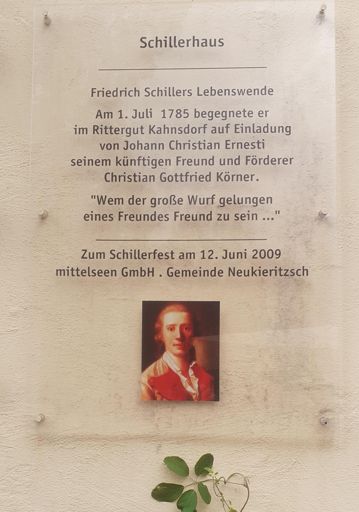 Schillerhaus
Friedrich Schillers Lebenswende
Am 1. Juli 1785 begegnete er
im Rittergut Kahnsdorf auf Einladung
von Johann Christian Ernesti
seinem künftigen Freund und Förderer
Christian Gottfried Körner.
"Wem der große Wurf gelungen
eines Freundes Freund zu sein ..."
Zum Schillerfest am 12. Juni 2009
mittelseen GmbH . Gemeinde Neukieritzsch